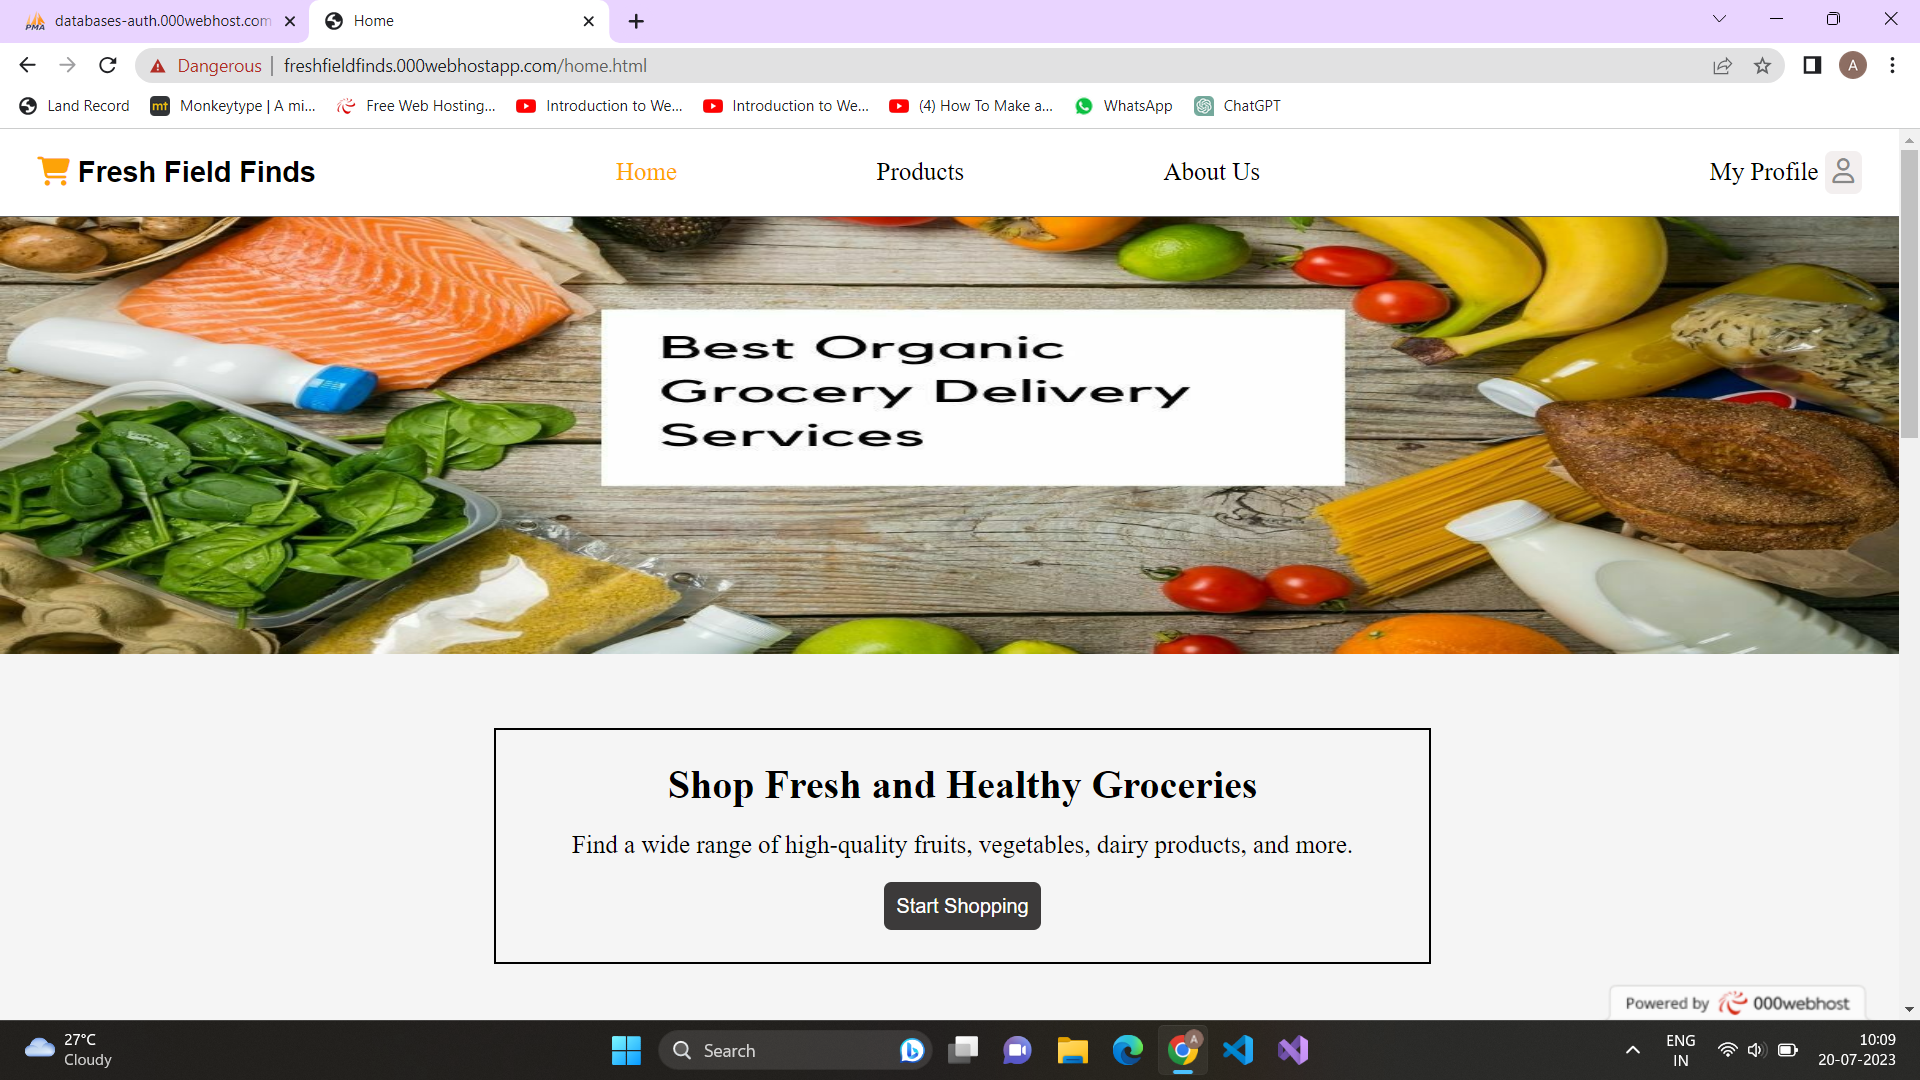 databases-auth.000webhost.com
Home
Dangerous | freshfieldfinds.000webhostapp.com/home.html
A
Land Record
Monkeytype | A mi...
Free Web Hosting...
Introduction to We...
Introduction to We...
(4) How To Make a...
WhatsApp
ChatGPT
Fresh Field Finds
Home
Products
About Us
My Profile
Best Organic
Grocery Delivery
Services
Shop Fresh and Healthy Groceries
Find a wide range of high-quality fruits, vegetables, dairy products, and more.
Start Shopping
Powered by 000webhost
27°C
Cloudy
Search
ENG
IN
10:09
20-07-2023